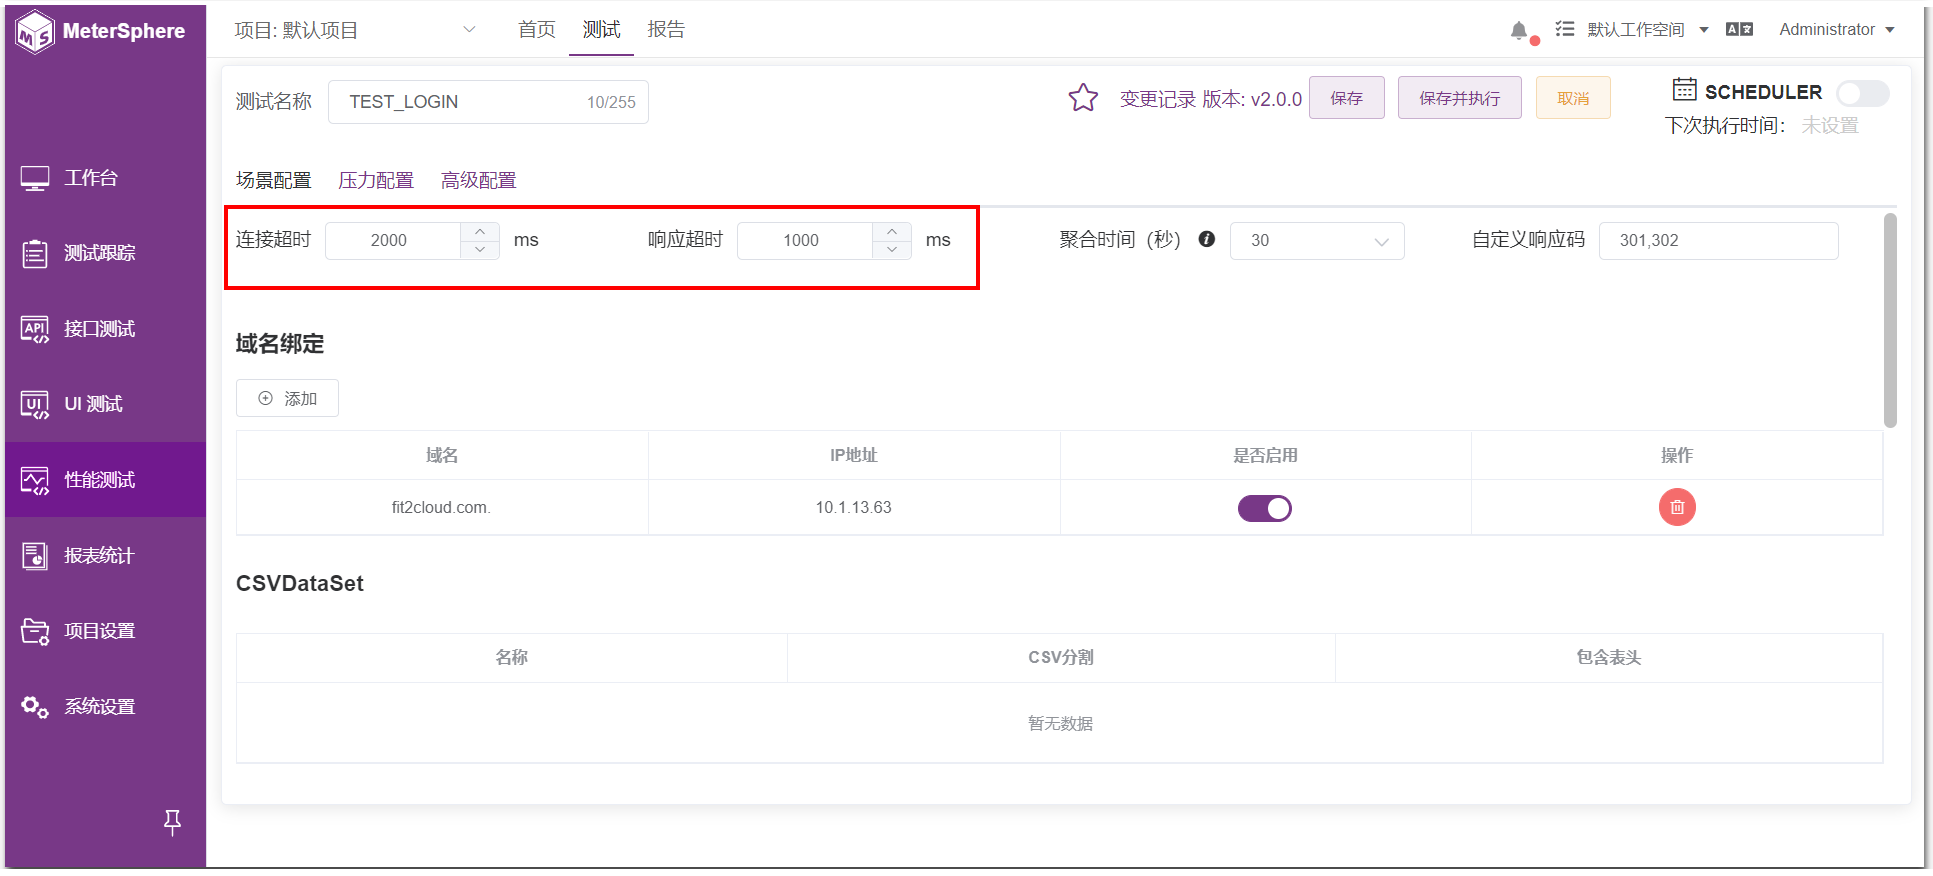 MeterSphere
项目: 默认项目 首页 测试 报告 默认工作空间 Administrator
测试名称 TEST_LOGIN 10/255 变更记录 版本: v2.0.0 保存 保存并执行 取消 SCHEDULER
下次执行时间: 未设置
工作台
测试跟踪
接口测试
UI 测试
性能测试
报表统计
项目设置
系统设置
场景配置 压力配置 高级配置
连接超时 2000 ms 响应超时 1000 ms 聚合时间 (秒) 30 自定义响应码 301,302
域名绑定
添加
域名 IP地址 是否启用 操作
fit2cloud.com. 10.1.13.63
CSVDataSet
名称 CSV分割 包含表头
暂无数据